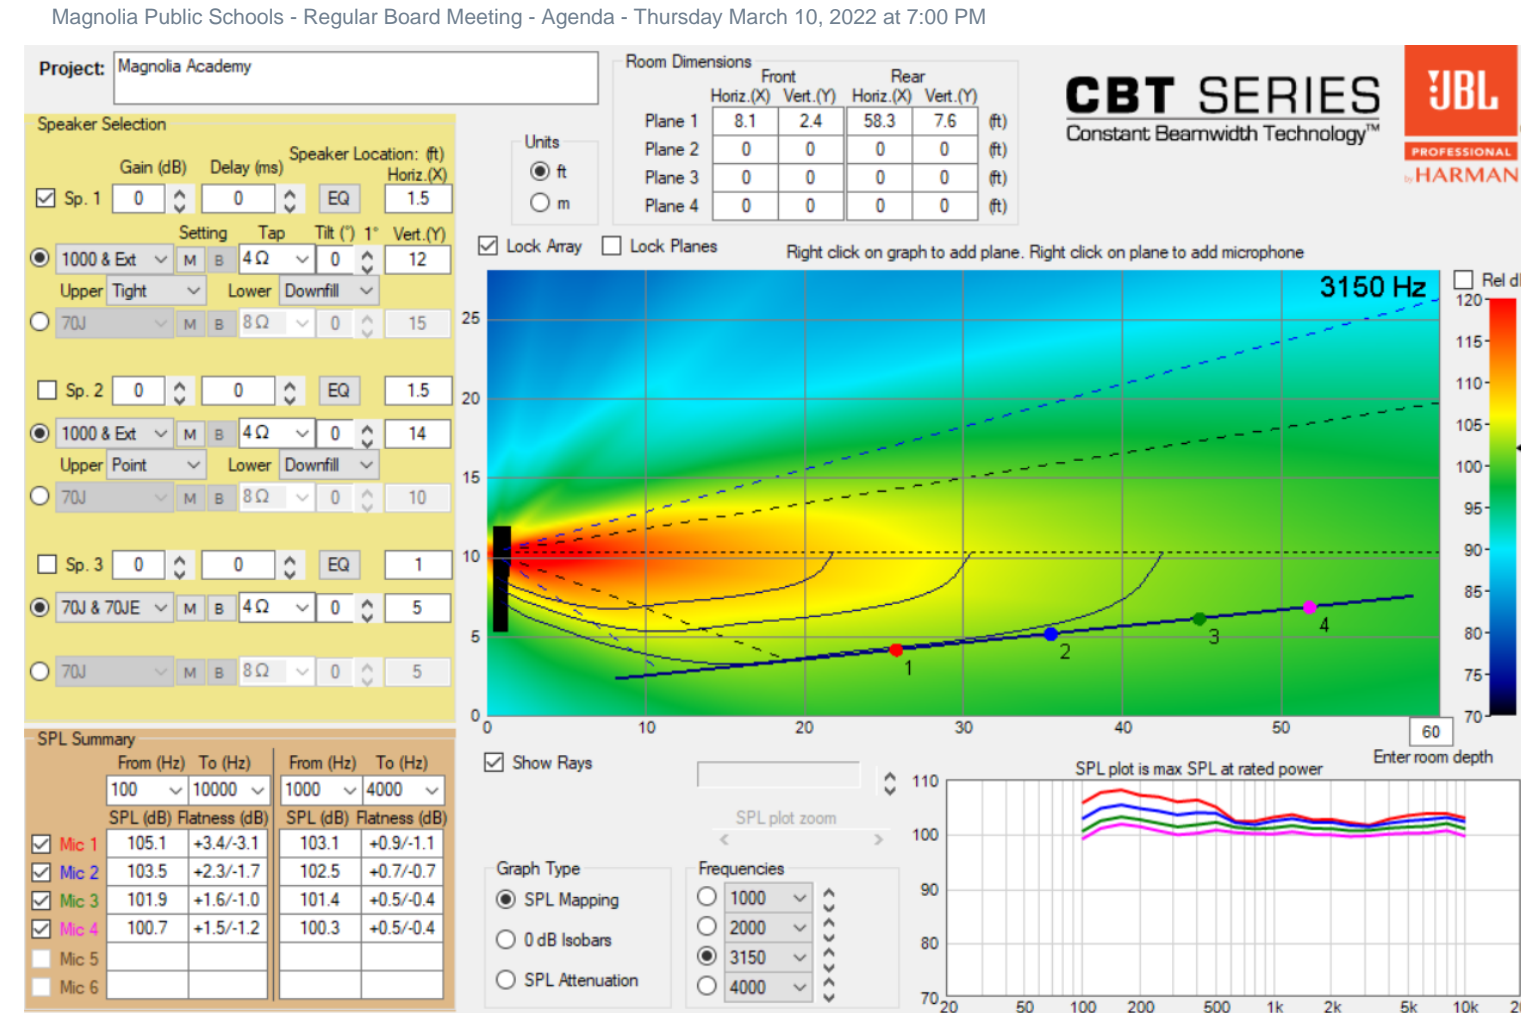 Magnolia Public Schools - Regular Board Meeting - Agenda - Thursday March 10, 2022 at 7:00 PM
Project: Magnolia Academy
Room Dimensions
Front Rear
Horiz.(X) Vert.(Y) Horiz.(X) Vert.(Y)
Plane 1 8.1 2.4 58.3 7.6 (ft)
Plane 2 0 0 0 0 (ft)
Plane 3 0 0 0 0 (ft)
Plane 4 0 0 0 0 (ft)
Units
ft
m
CBT SERIES
Constant Beamwidth Technology™
JBL
PROFESSIONAL
by HARMAN
Speaker Selection
Gain (dB) Delay (ms) Speaker Location: (ft)
Horiz.(X)
Sp. 1 0 0 EQ 1.5
Setting Tap Tilt (°) 1° Vert.(Y)
1000 & Ext M B 4Ω 0 12
Upper Tight Lower Downfill
70J M B 8Ω 0 15
Sp. 2 0 0 EQ 1.5
1000 & Ext M B 4Ω 0 14
Upper Point Lower Downfill
70J M B 8Ω 0 10
Sp. 3 0 0 EQ 1
70J & 70JE M B 4Ω 0 5
70J M B 8Ω 0 5
Lock Array Lock Planes Right click on graph to add plane. Right click on plane to add microphone
3150 Hz
Rel d
25
20
15
10
5
0
0 10 20 30 40 50 60
1
2
3
4
120
115
110
105
100
95
90
85
80
75
70
Enter room depth
SPL Summary
From (Hz) To (Hz) From (Hz) To (Hz)
100 10000 1000 4000
SPL (dB) Flatness (dB) SPL (dB) Flatness (dB)
Mic 1 105.1 +3.4/-3.1 103.1 +0.9/-1.1
Mic 2 103.5 +2.3/-1.7 102.5 +0.7/-0.7
Mic 3 101.9 +1.6/-1.0 101.4 +0.5/-0.4
Mic 4 100.7 +1.5/-1.2 100.3 +0.5/-0.4
Mic 5
Mic 6
Show Rays
SPL plot zoom
< >
Graph Type
SPL Mapping
0 dB Isobars
SPL Attenuation
Frequencies
1000
2000
3150
4000
SPL plot is max SPL at rated power
110
100
90
80
70
20 50 100 200 500 1k 2k 5k 10k 2